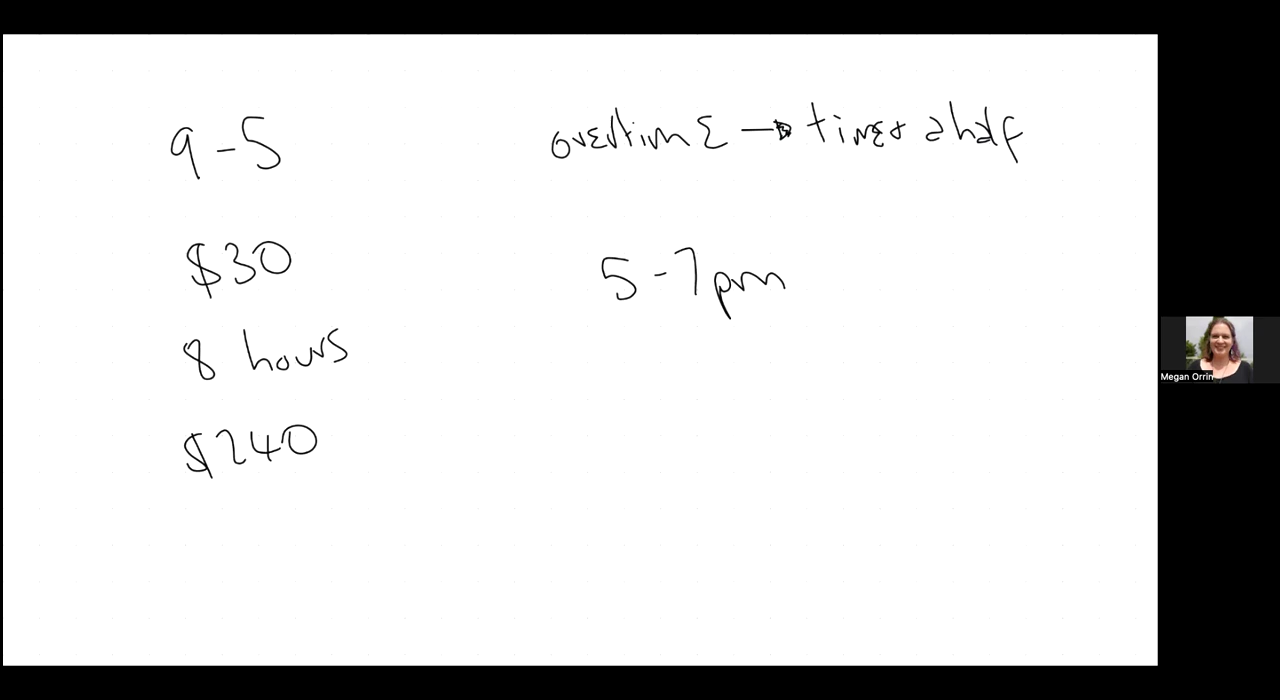 9-5
overtime → time + a half
$30
5-7pm
8 hours
$240
Megan Orrin